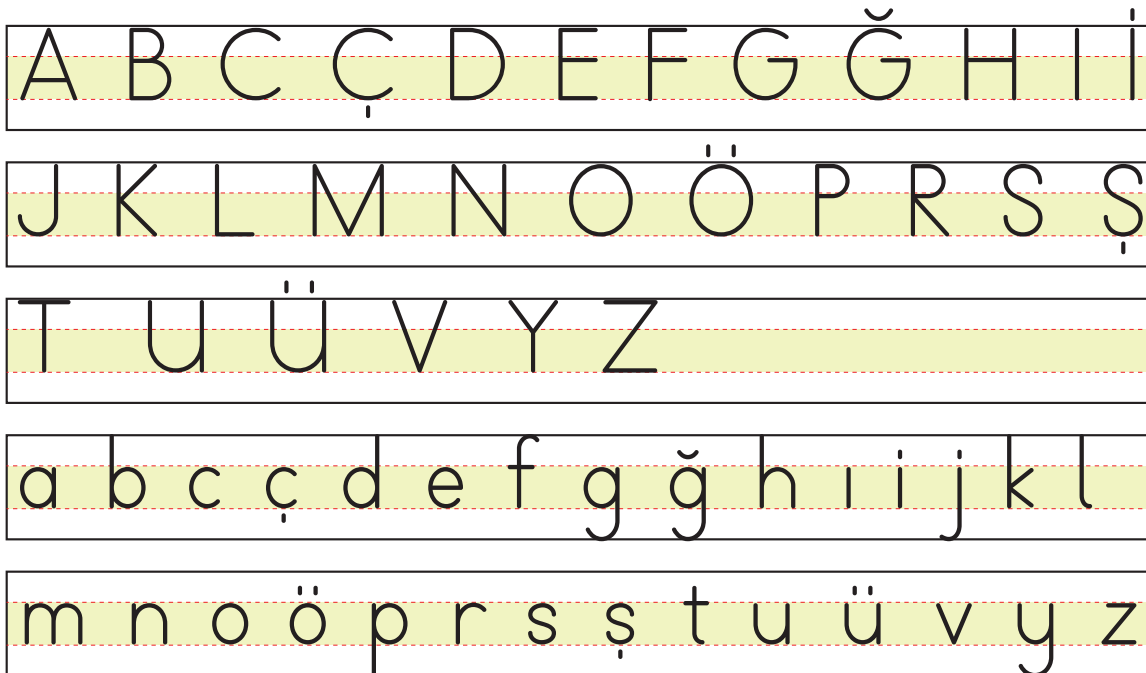 A B C Ç D E F G Ğ H I İ
J K L M N O Ö P R S Ş
T U Ü V Y Z
a b c ç d e f g ğ h ı i j k l
m n o ö p r s ş t u ü v y z